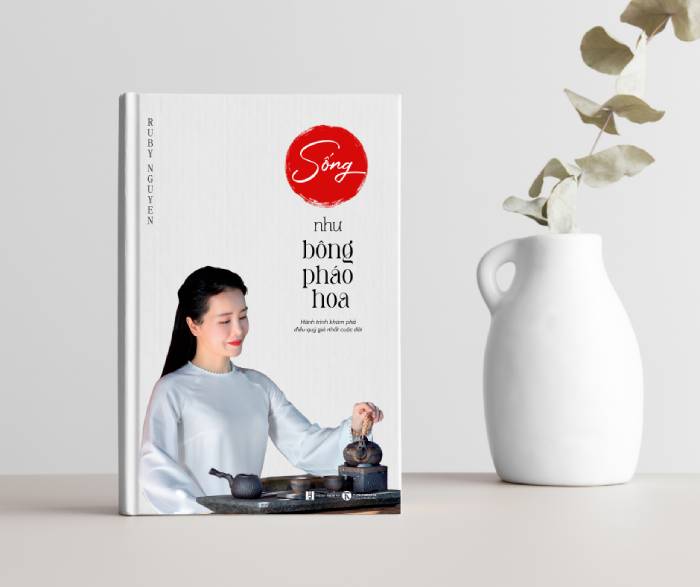 RUBY NGUYEN
Sống
như
bông
pháo
hoa
Hành trình khám phá
điều quý giá nhất cuộc đời